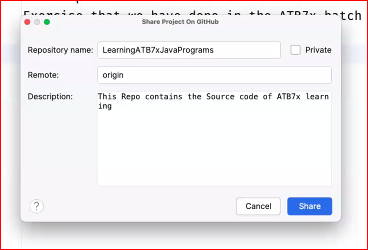 Exercise that we have done in the ATB7x batch
Share Project On GitHub
Repository name: LearningATB7xJavaPrograms Private
Remote: origin
Description: This Repo contains the Source code of ATB7x learn
ing
? Cancel Share